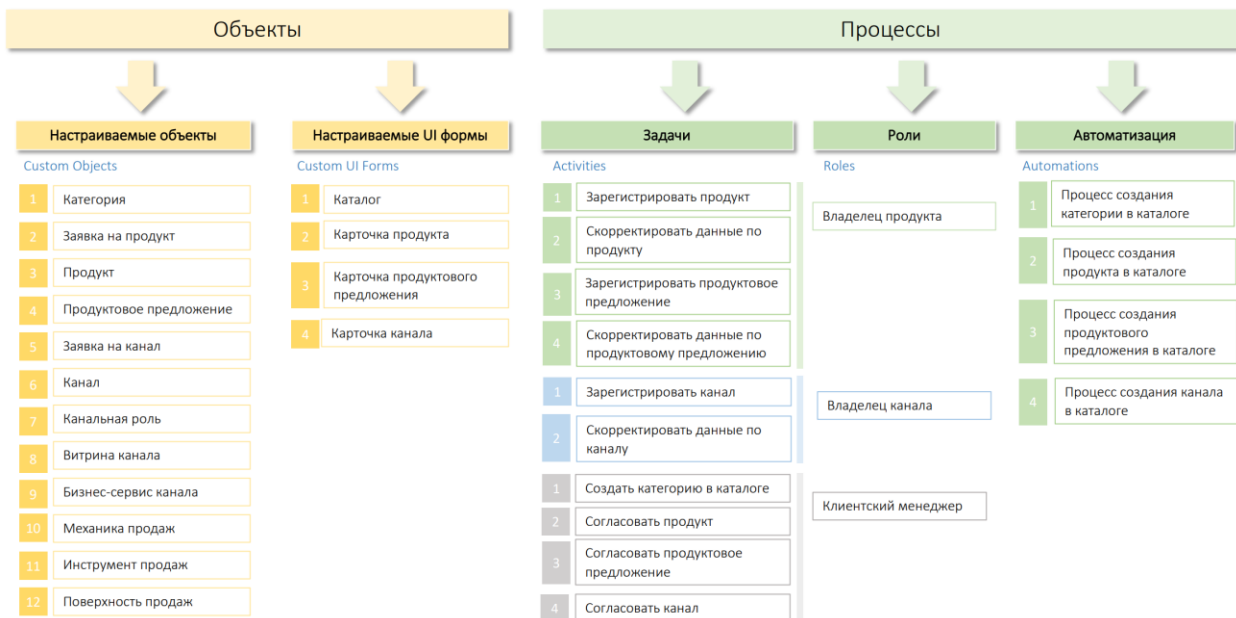 Объекты
Процессы
Настраиваемые объекты
Custom Objects
1
Категория
2
Заявка на продукт
3
Продукт
4
Продуктовое предложение
5
Заявка на канал
6
Канал
7
Канальная роль
8
Витрина канала
9
Бизнес-сервис канала
10
Механика продаж
11
Инструмент продаж
12
Поверхность продаж
Настраиваемые UI формы
Custom UI Forms
1
Каталог
2
Карточка продукта
3
Карточка продуктового
предложения
4
Карточка канала
Задачи
Activities
1
Зарегистрировать продукт
2
Скорректировать данные по
продукту
3
Зарегистрировать продуктовое
предложение
4
Скорректировать данные по
продуктовому предложению
1
Зарегистрировать канал
2
Скорректировать данные по
каналу
1
Создать категорию в каталоге
2
Согласовать продукт
3
Согласовать продуктовое
предложение
4
Согласовать канал
Роли
Roles
Владелец продукта
Владелец канала
Клиентский менеджер
Автоматизация
Automations
1
Процесс создания
категории в каталоге
2
Процесс создания
продукта в каталоге
3
Процесс создания
продуктового
предложения в каталоге
4
Процесс создания канала
в каталоге